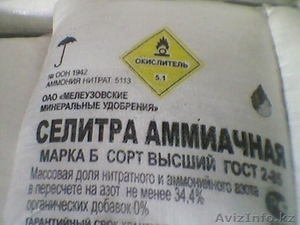 ОКИСЛИТЕЛЬ
5.1
№ ООН 1942
АММОНИЯ НИТРАТ 5113
ОАО «МЕЛЕУЗОВСКИЕ
МИНЕРАЛЬНЫЕ УДОБРЕНИЯ»
СЕЛИТРА АММИАЧНАЯ
МАРКА Б СОРТ ВЫСШИЙ ГОСТ 2-85
Массовая доля нитратного и аммонийного азота
в пересчете на азот не менее 34,4%
органических добавок 0%
ГАРАНТИЙНЫЙ
AvizInfo.kz